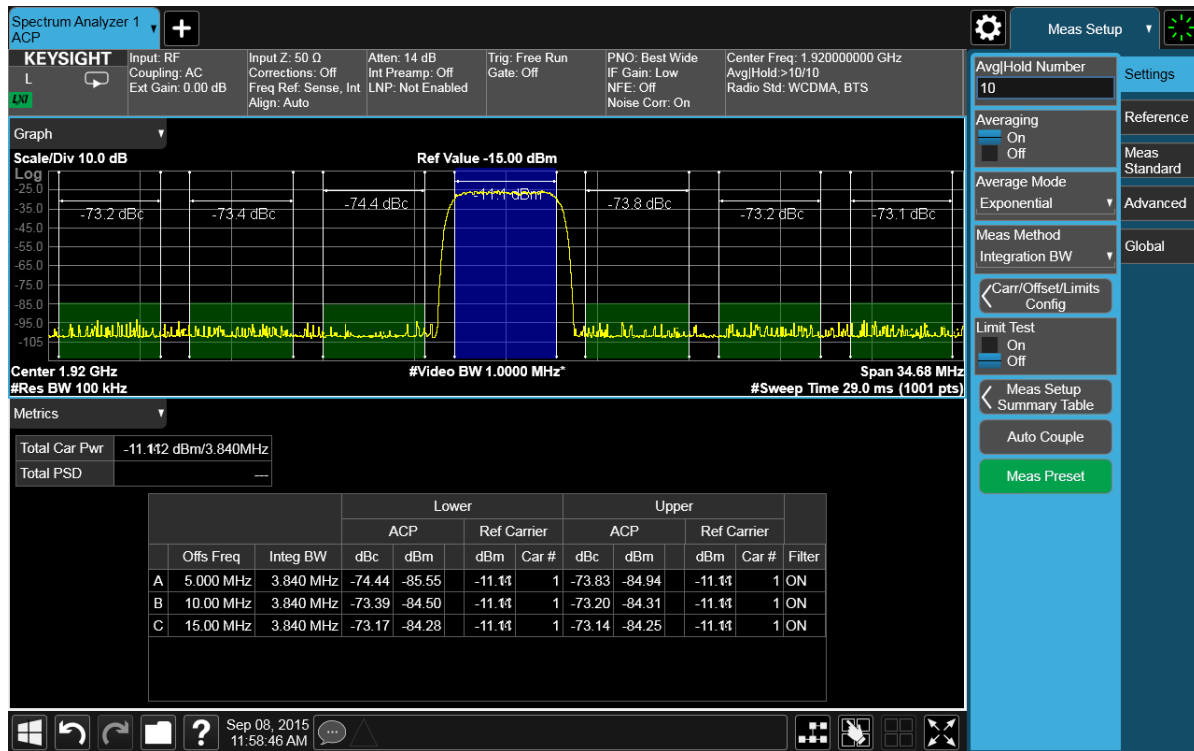 Spectrum Analyzer 1
ACP
Meas Setup
KEYSIGHT
L
LXI
Input: RF
Coupling: AC
Ext Gain: 0.00 dB
Input Z: 50 Ω
Corrections: Off
Freq Ref: Sense, Int
Align: Auto
Atten: 14 dB
Int Preamp: Off
LNP: Not Enabled
Trig: Free Run
Gate: Off
PNO: Best Wide
IF Gain: Low
NFE: Off
Noise Corr: On
Center Freq: 1.920000000 GHz
Avg|Hold:>10/10
Radio Std: WCDMA, BTS
Graph
Scale/Div 10.0 dB
Ref Value -15.00 dBm
Log
-25.0
-35.0
-45.0
-55.0
-65.0
-75.0
-85.0
-95.0
-105
-73.2 dBc
-73.4 dBc
-74.4 dBc
-11.1 dBm
-73.8 dBc
-73.2 dBc
-73.1 dBc
Center 1.92 GHz
#Video BW 1.0000 MHz*
Span 34.68 MHz
#Res BW 100 kHz
#Sweep Time 29.0 ms (1001 pts)
Metrics
Total Car Pwr dBm/3.840MHz
Total PSD ---
Lower Upper
ACP Ref Carrier ACP Ref Carrier
Offs Freq Integ BW dBc dBm dBm Car # dBc dBm dBm Car # Filter
A 5.000 MHz 3.840 MHz -74.44 -85.55 1 -73.83 -84.94 1 ON
B 10.00 MHz 3.840 MHz -73.39 -84.50 1 -73.20 -84.31 1 ON
C 15.00 MHz 3.840 MHz -73.17 -84.28 1 -73.14 -84.25 1 ON
Avg|Hold Number
10
Averaging
On
Off
Average Mode
Exponential
Meas Method
Integration BW
Carr/Offset/Limits
Config
Limit Test
On
Off
Meas Setup
Summary Table
Auto Couple
Meas Preset
Settings
Reference
Meas
Standard
Advanced
Global
?
Sep 08, 2015
11:58:46 AM